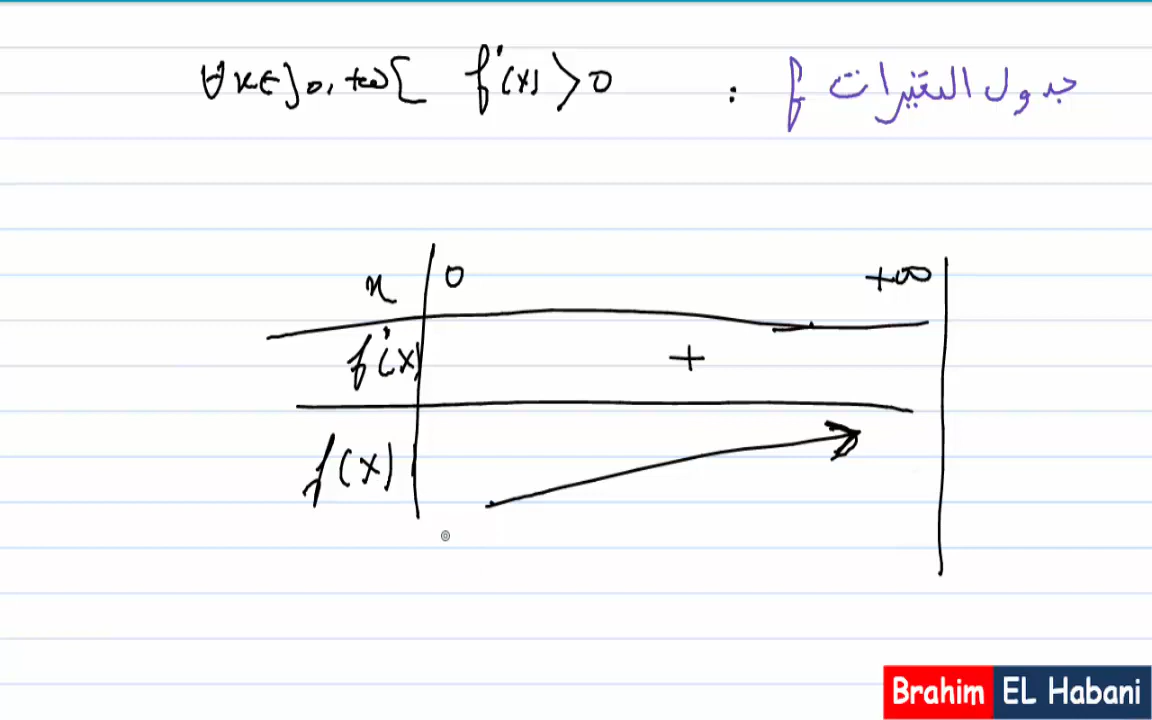 جدول التغيرات f : ∀x∈]0,+∞[ f'(x)>0
x 0 +∞
f'(x) +
f(x)
Brahim EL Habani